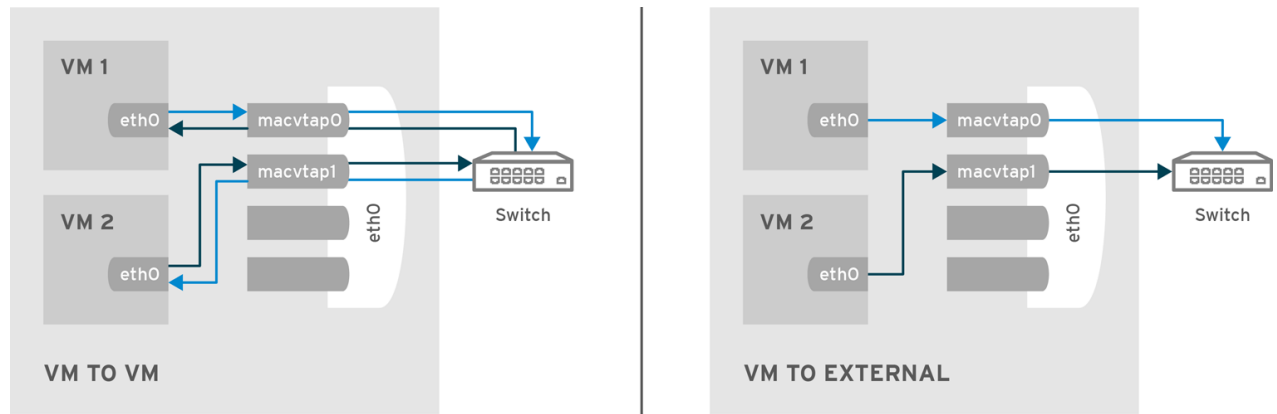 VM 1
eth0
macvtap0
macvtap1
VM 2
eth0
eth0
Switch
VM TO VM
VM 1
eth0
macvtap0
macvtap1
VM 2
eth0
eth0
Switch
VM TO EXTERNAL